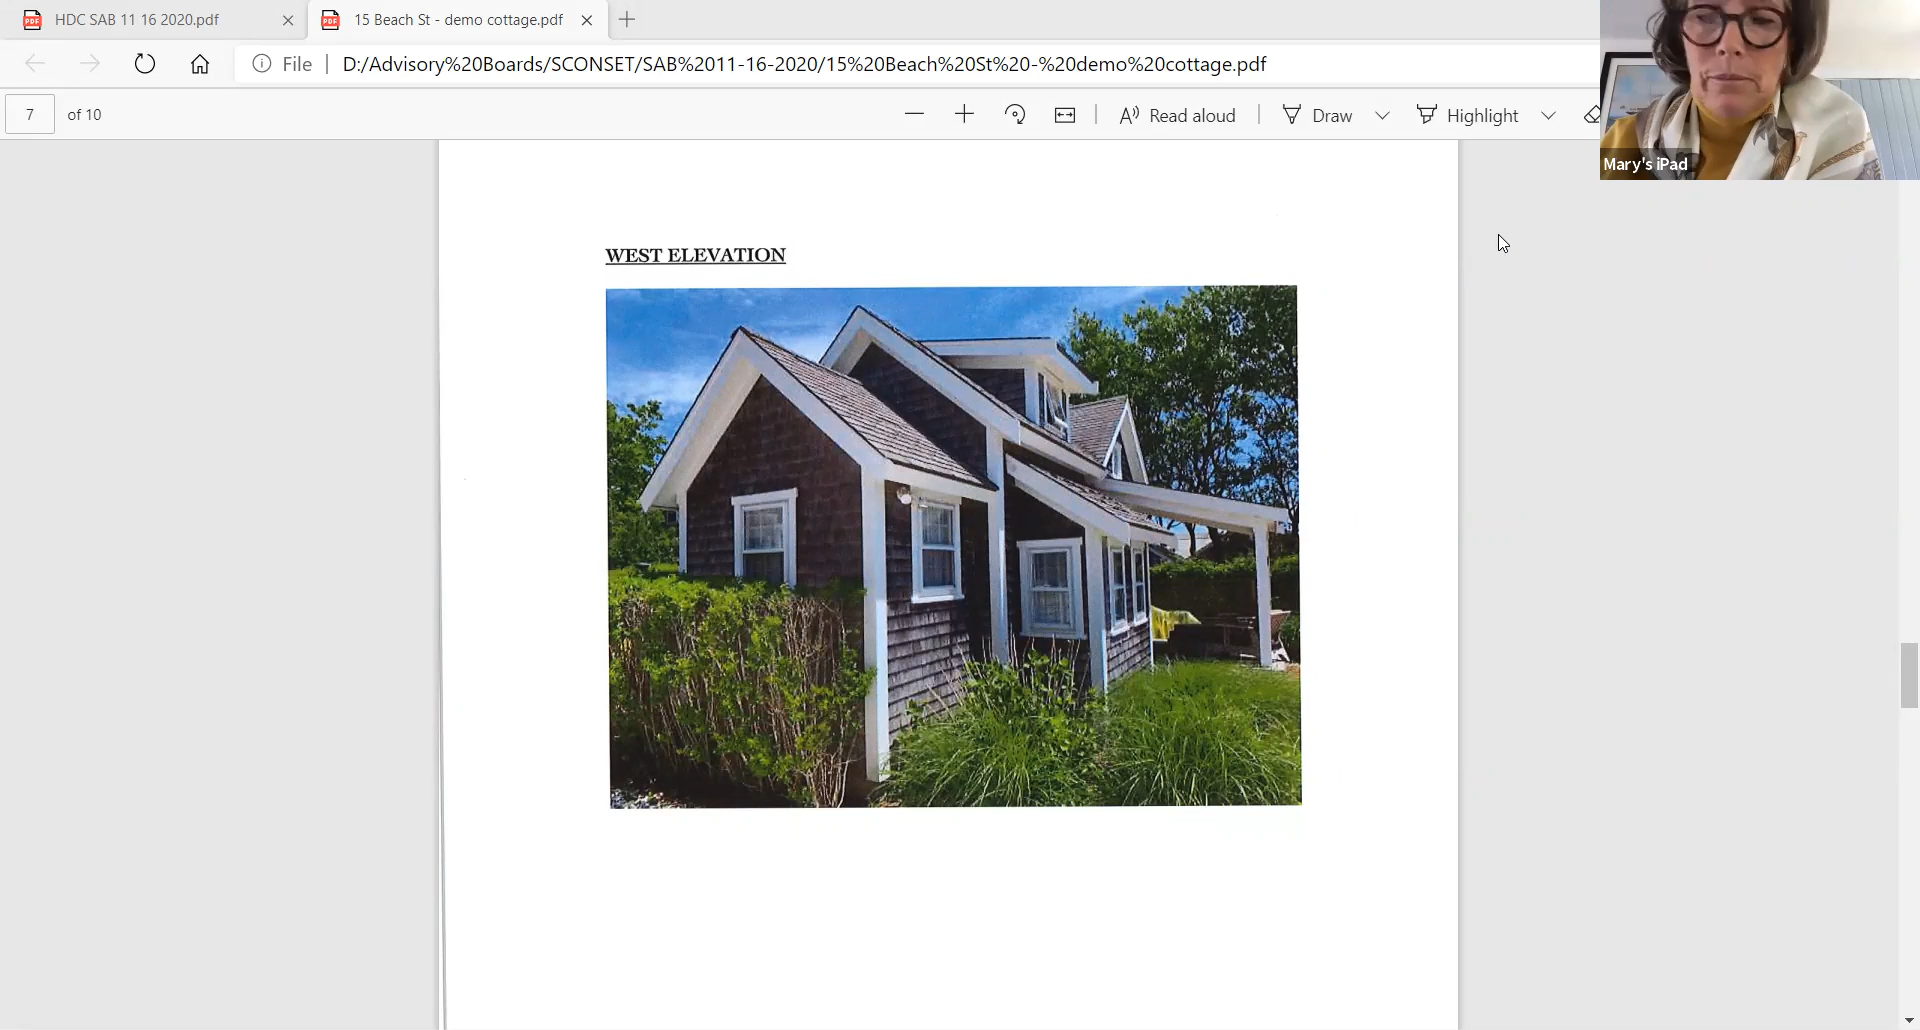 HDC SAB 11 16 2020.pdf
15 Beach St - demo cottage.pdf
File
D:/Advisory%20Boards/SCONSET/SAB%2011-16-2020/15%20Beach%20St%20-%20demo%20cottage.pdf
7 of 10
Read aloud
Draw
Highlight
Mary's iPad
WEST ELEVATION